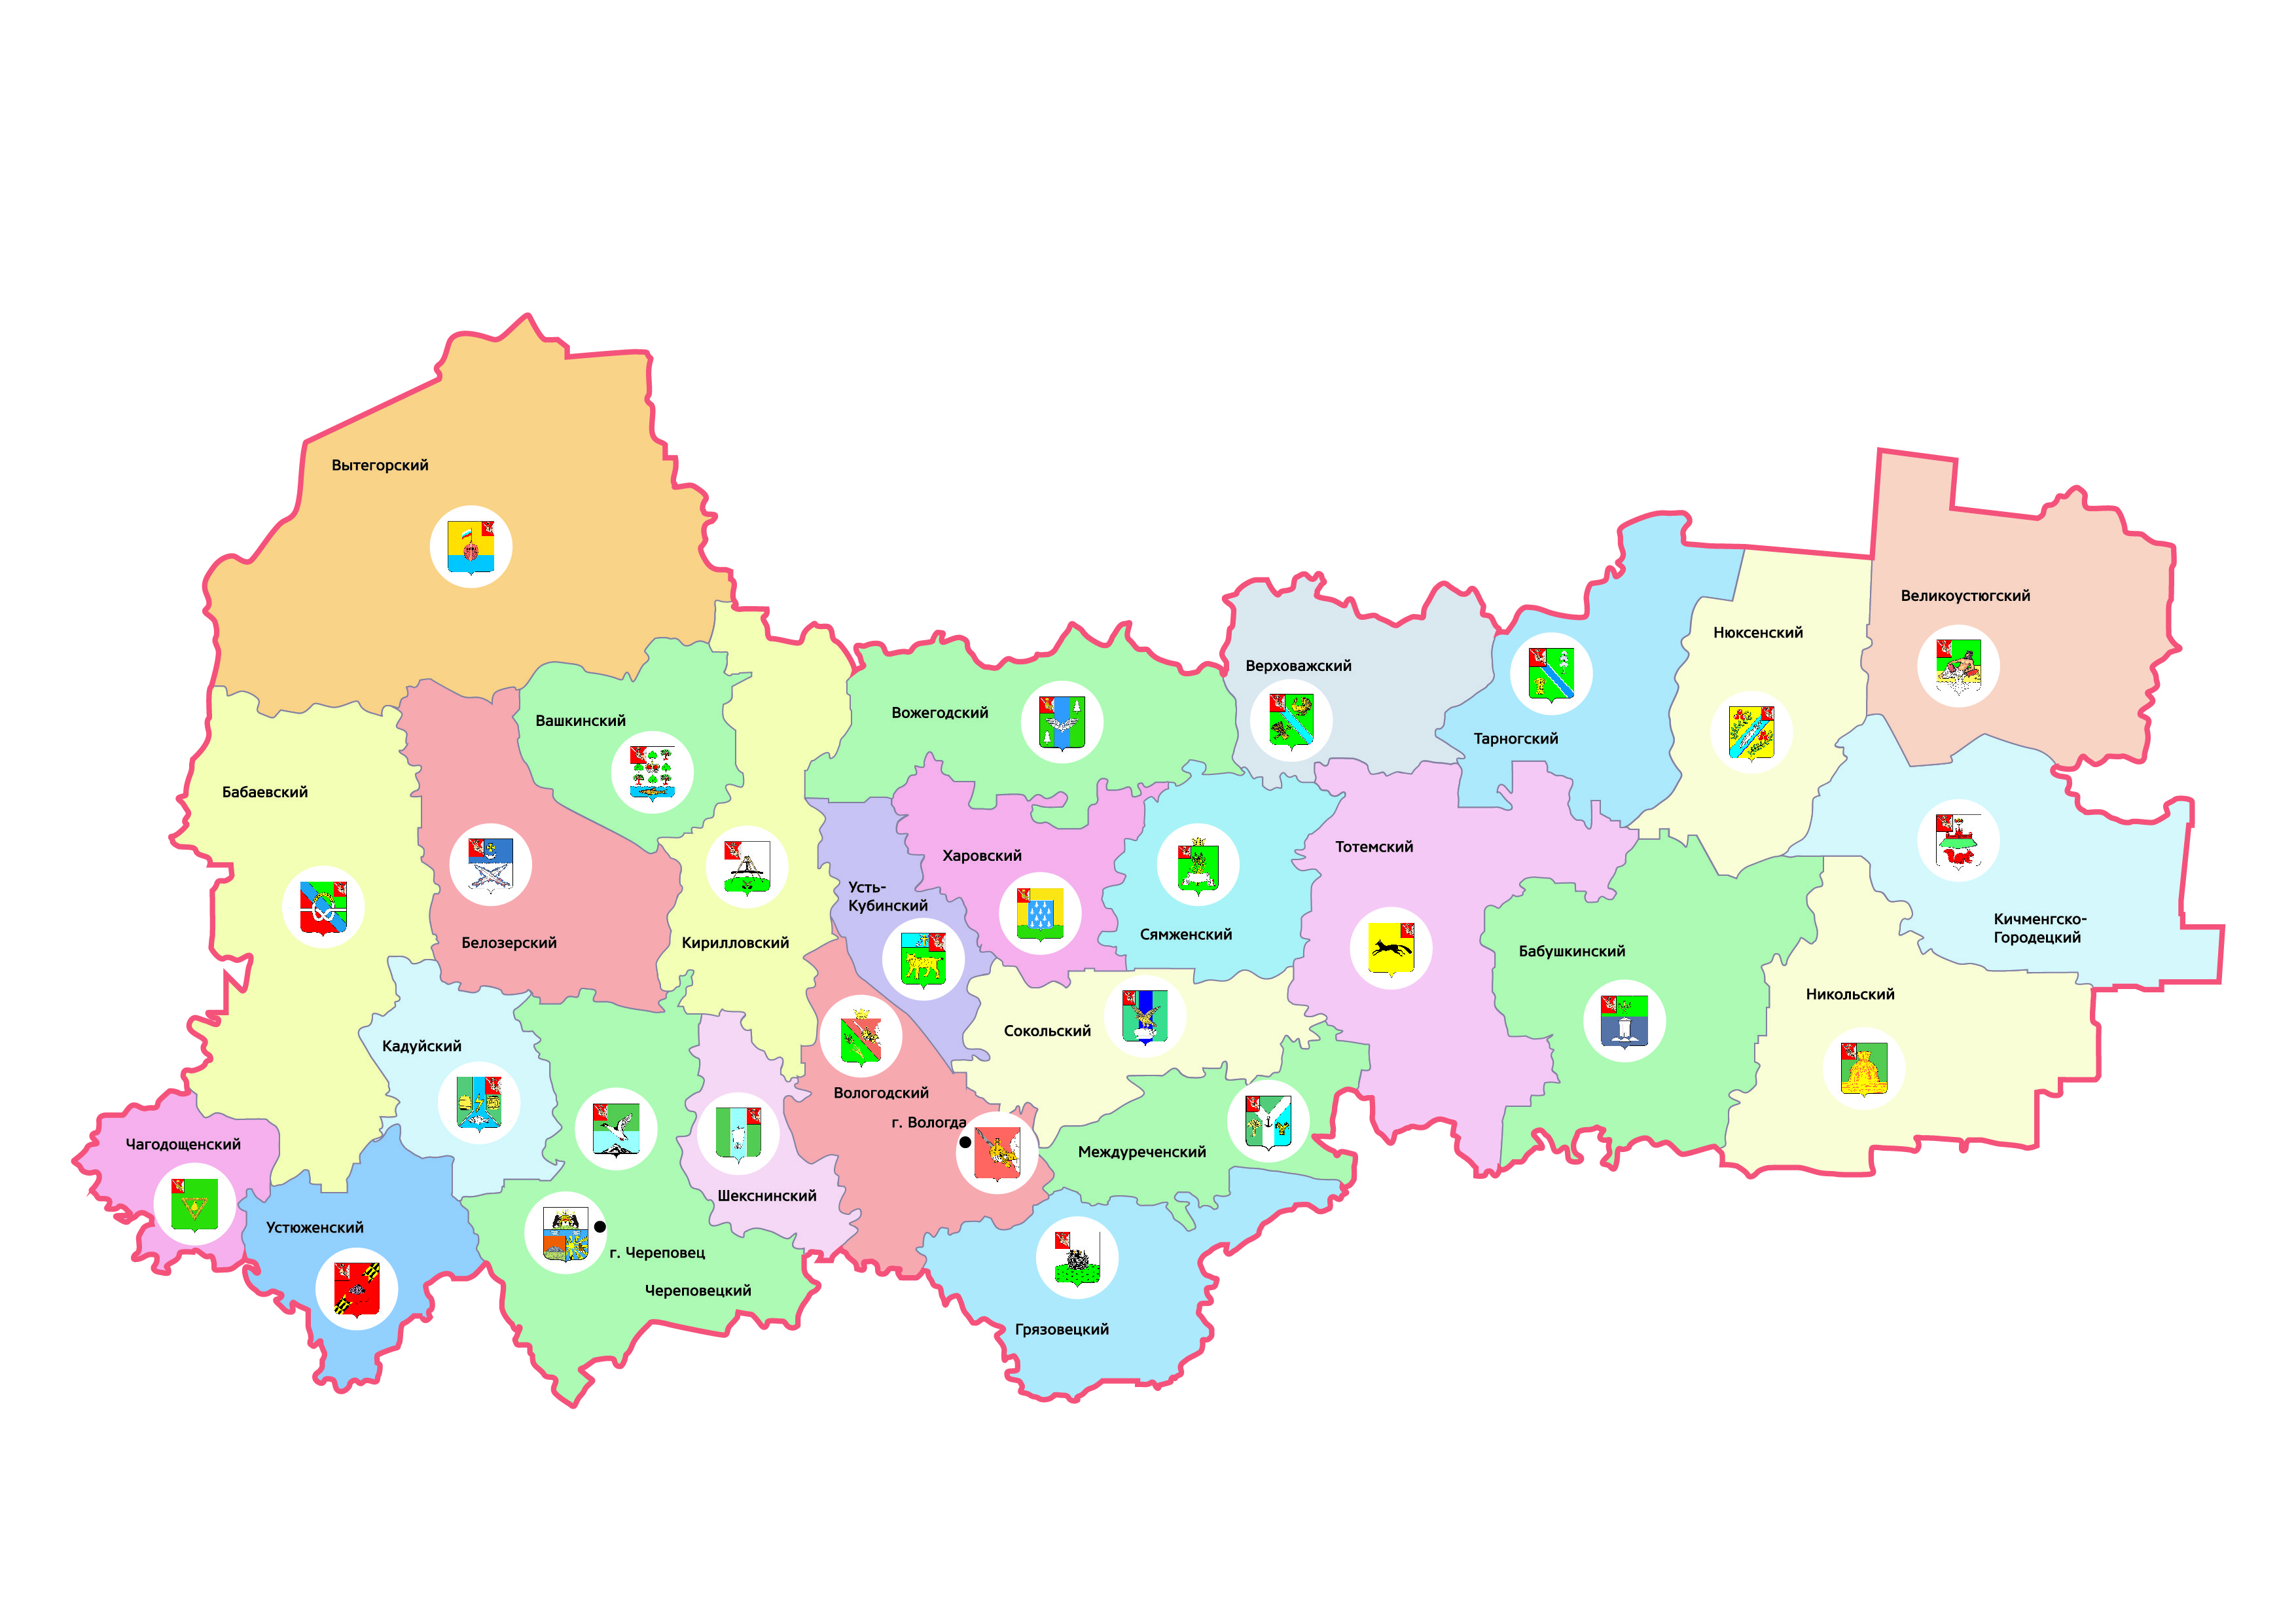 Вытегорский
Великоустюгский
Нюксенский
Верховажский
Вожегодский
Вашкинский
Тарногский
Бабаевский
Тотемский
Харовский
Усть-
Кубинский
Кичменгско-
Городецкий
Сямженский
Белозерский
Кирилловский
Бабушкинский
Никольский
Сокольский
Кадуйский
Вологодский
г. Вологда
Чагодощенский
Междуреченский
Шекснинский
Устюженский
г. Череповец
Череповецкий
Грязовецкий